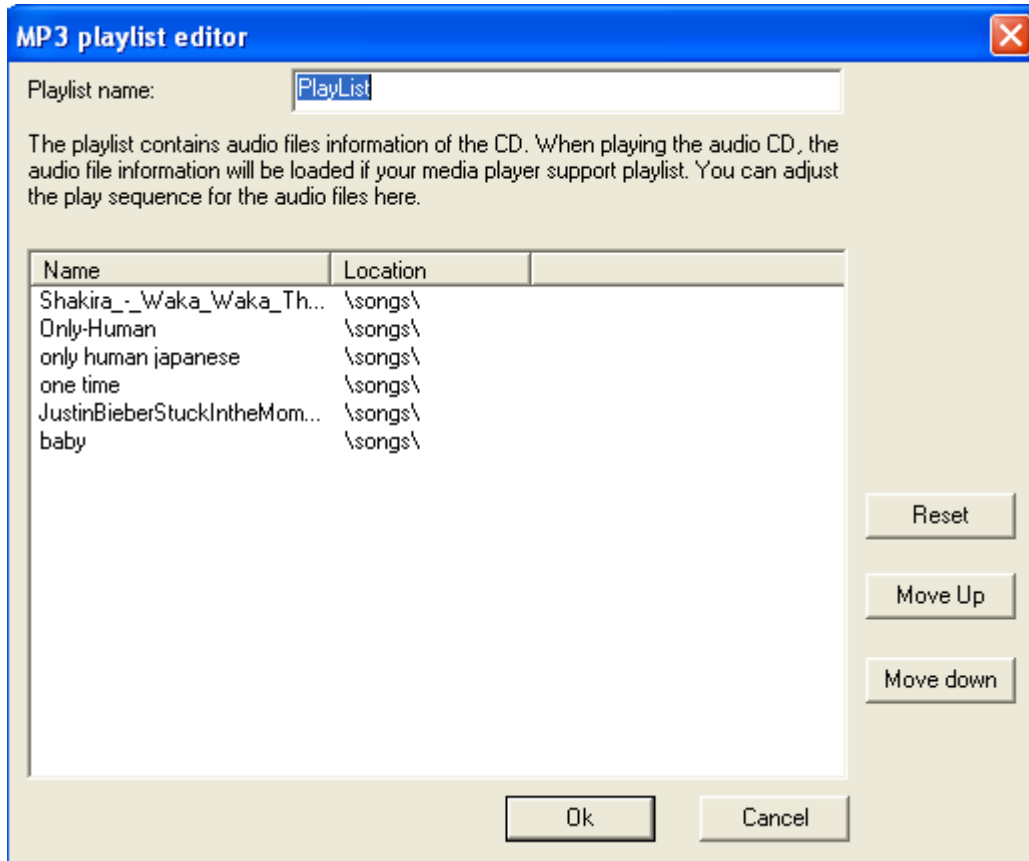 MP3 playlist editor
Playlist name: PlayList
The playlist contains audio files information of the CD. When playing the audio CD, the
audio file information will be loaded if your media player support playlist. You can adjust
the play sequence for the audio files here.
Name Location
Shakira_-_Waka_Waka_Th... \songs\
Only-Human \songs\
only human japanese \songs\
one time \songs\
JustinBieberStuckIntheMom... \songs\
baby \songs\
Reset
Move Up
Move down
Ok Cancel